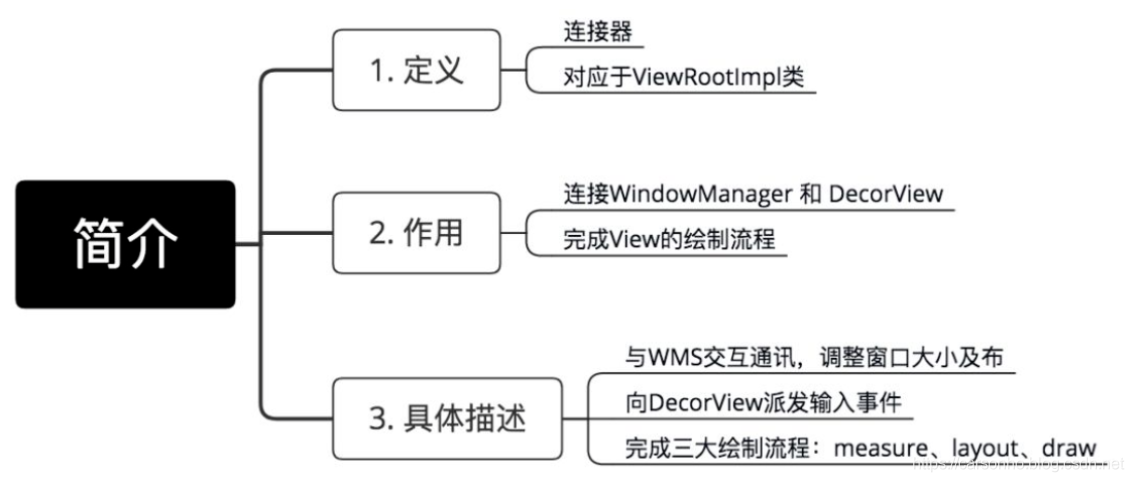 简介
1. 定义
连接器
对应于ViewRootImpl类
2. 作用
连接WindowManager 和 DecorView
完成View的绘制流程
3. 具体描述
与WMS交互通讯，调整窗口大小及布
向DecorView派发输入事件
完成三大绘制流程：measure、layout、draw